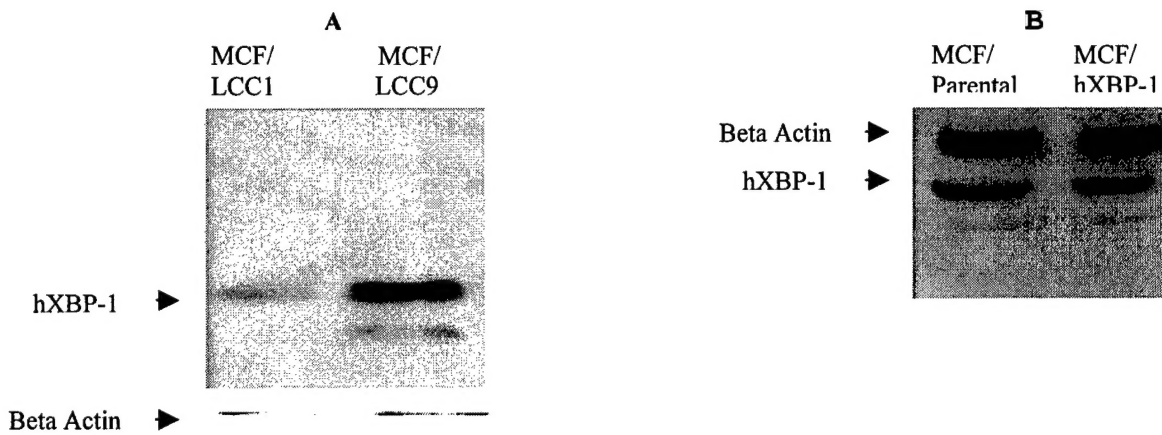 A
MCF/ MCF/
LCC1 LCC9
hXBP-1
Beta Actin
B
MCF/ MCF/
Parental hXBP-1
Beta Actin
hXBP-1